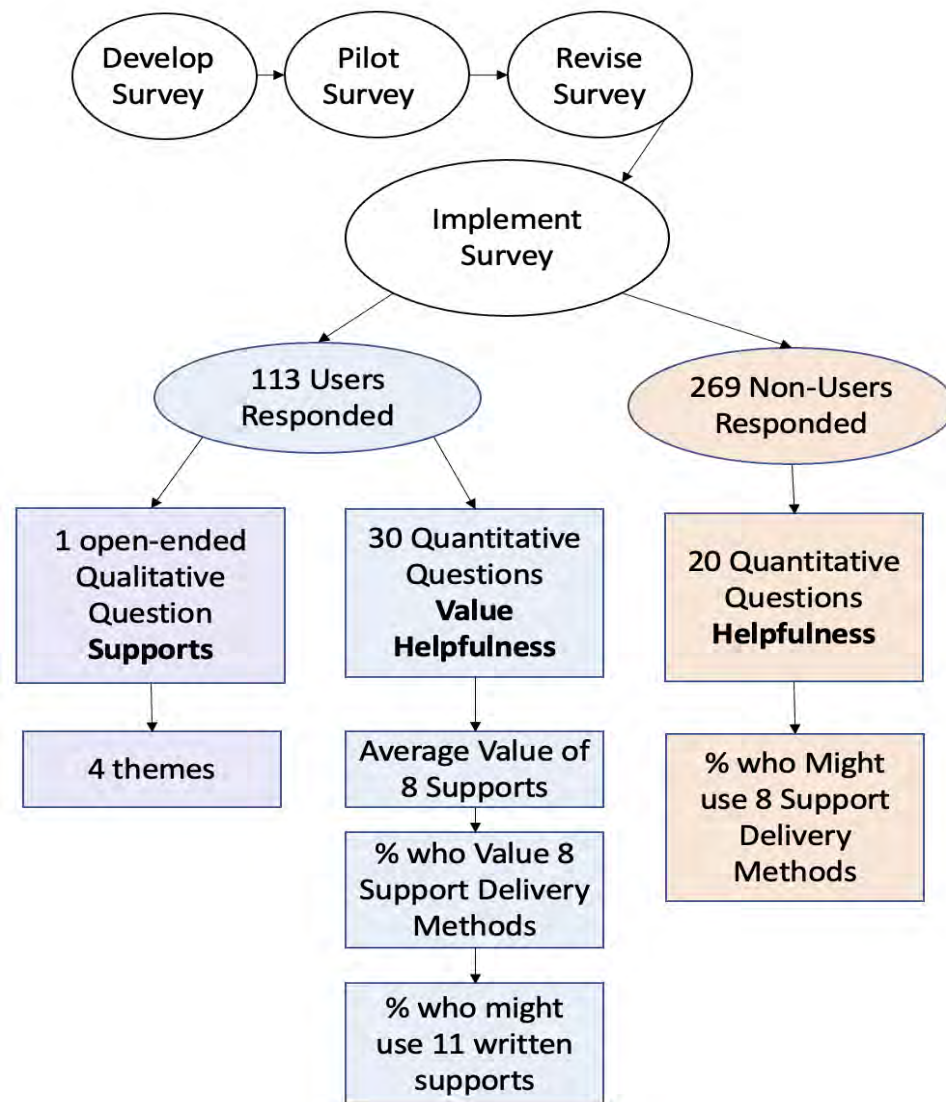 Develop
Survey
Pilot
Survey
Revise
Survey
Implement
Survey
113 Users
Responded
269 Non-Users
Responded
1 open-ended
Qualitative
Question
Supports
30 Quantitative
Questions
Value
Helpfulness
20 Quantitative
Questions
Helpfulness
4 themes
Average Value of
8 Supports
% who Might
use 8 Support
Delivery
Methods
% who Value 8
Support Delivery
Methods
% who might
use 11 written
supports